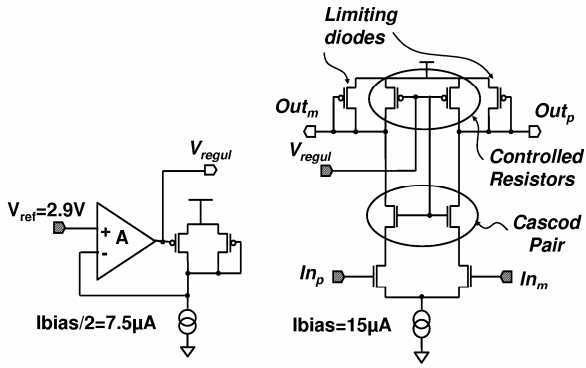 Limiting
diodes
Out_m
Out_p
V_regul
V_regul
Controlled
Resistors
V_ref=2.9V
+
A
-
Cascod
Pair
In_p
In_m
Ibias/2=7.5µA
Ibias=15µA